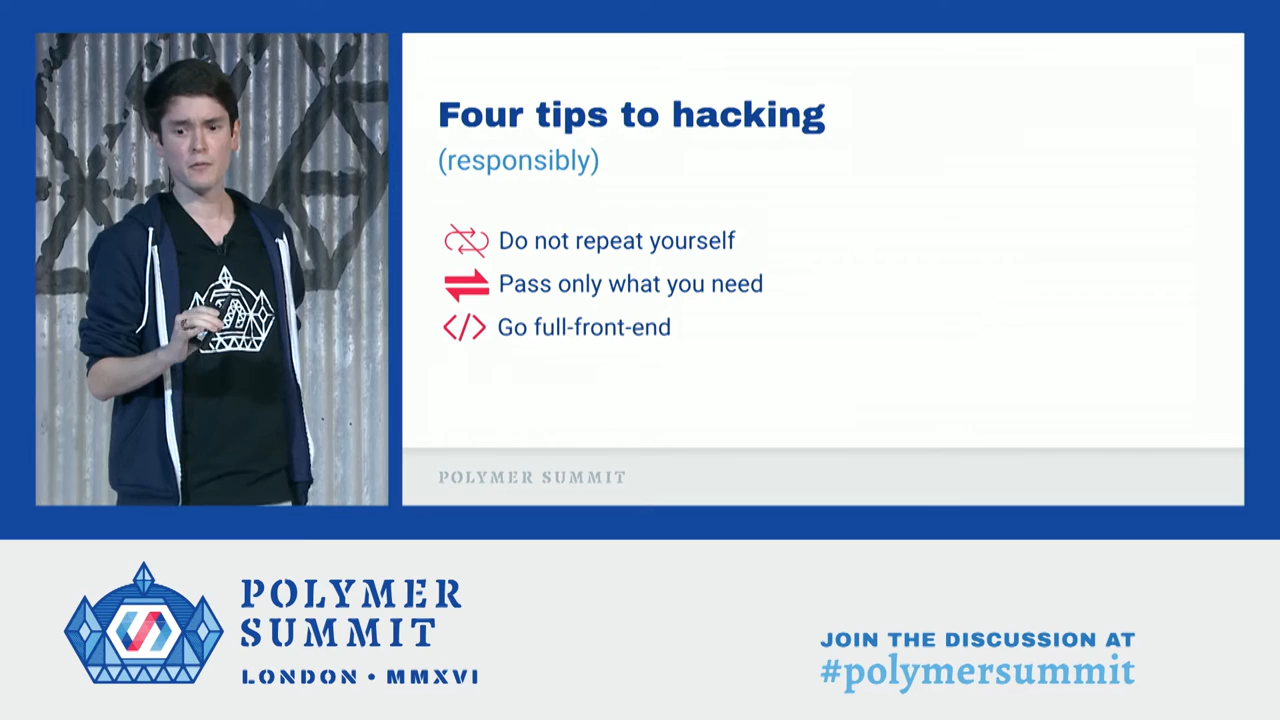 Four tips to hacking
(responsibly)
Do not repeat yourself
Pass only what you need
</> Go full-front-end
POLYMER SUMMIT
POLYMER
SUMMIT
LONDON • MMXVI
JOIN THE DISCUSSION AT
#polymersummit